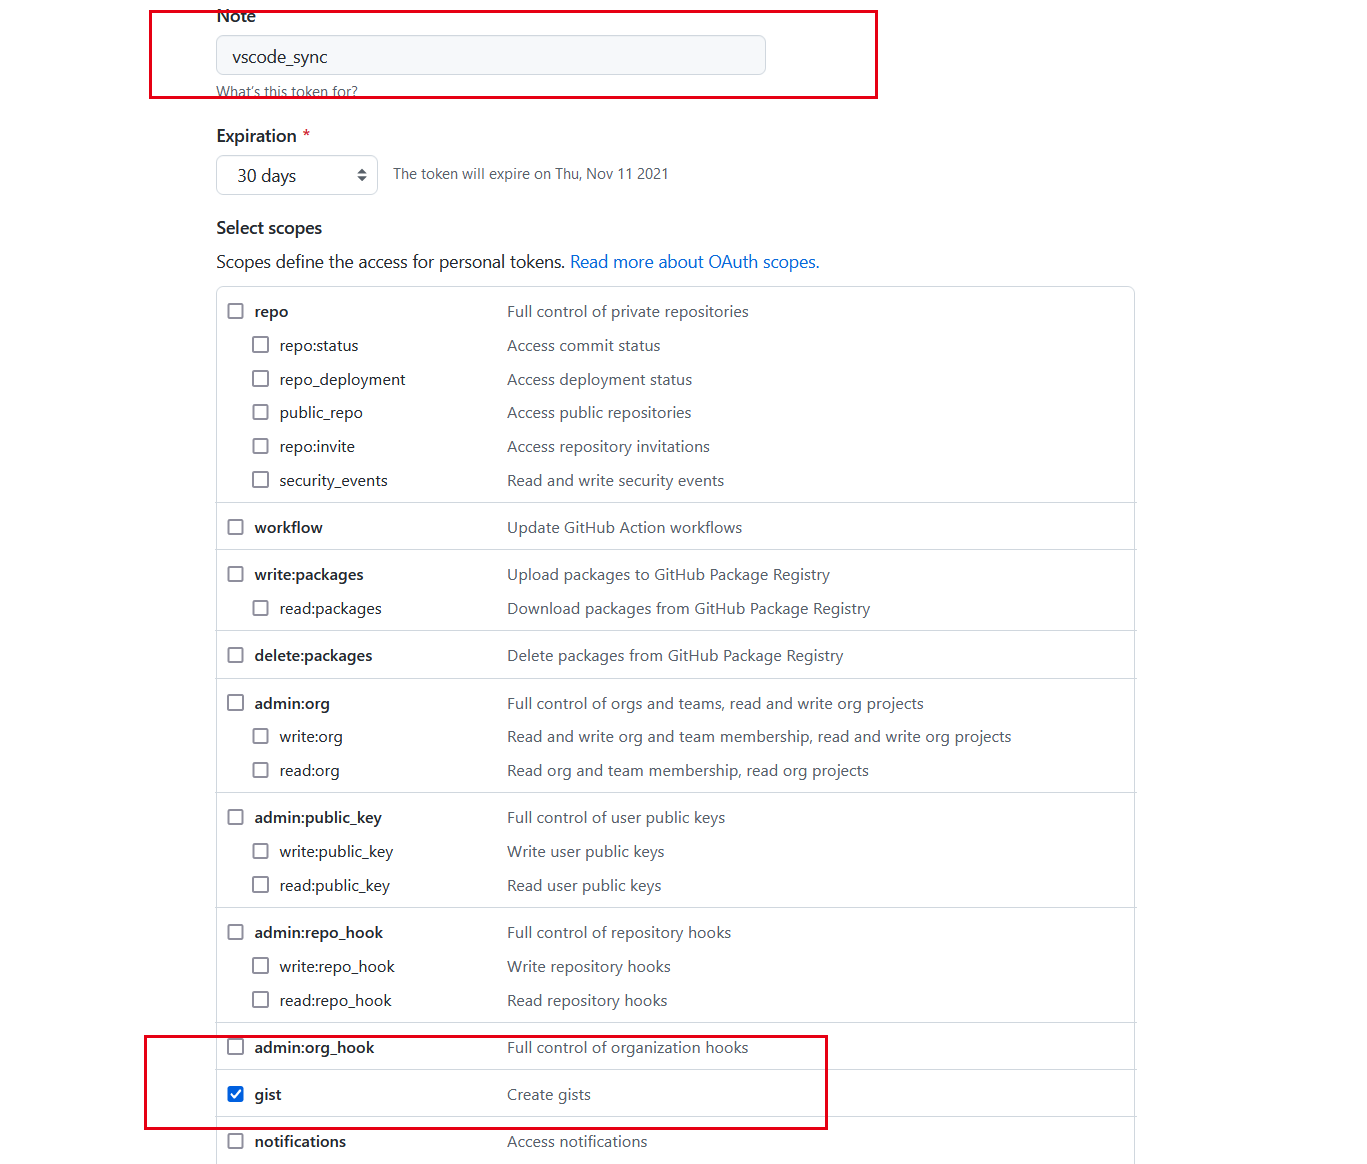 Note
vscode_sync
What's this token for?
Expiration *
30 days The token will expire on Thu, Nov 11 2021
Select scopes
Scopes define the access for personal tokens. Read more about OAuth scopes.
repo Full control of private repositories
repo:status Access commit status
repo_deployment Access deployment status
public_repo Access public repositories
repo:invite Access repository invitations
security_events Read and write security events
workflow Update GitHub Action workflows
write:packages Upload packages to GitHub Package Registry
read:packages Download packages from GitHub Package Registry
delete:packages Delete packages from GitHub Package Registry
admin:org Full control of orgs and teams, read and write org projects
write:org Read and write org and team membership, read and write org projects
read:org Read org and team membership, read org projects
admin:public_key Full control of user public keys
write:public_key Write user public keys
read:public_key Read user public keys
admin:repo_hook Full control of repository hooks
write:repo_hook Write repository hooks
read:repo_hook Read repository hooks
admin:org_hook Full control of organization hooks
gist Create gists
notifications Access notifications